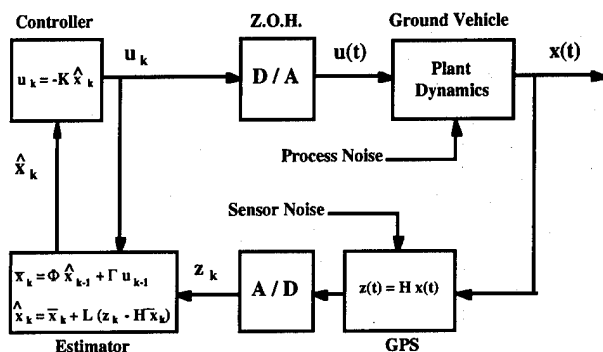 Controller
Z.O.H.
Ground Vehicle
u k = -K x̂ k
u k
D / A
u(t)
Plant
Dynamics
x(t)
Process Noise
x̂ k
Sensor Noise
x̄ k = Φ x̂ k-1 + Γ u k-1
x̂ k = x̄ k + L (z k - H x̄ k)
z k
A / D
z(t) = H x(t)
Estimator
GPS